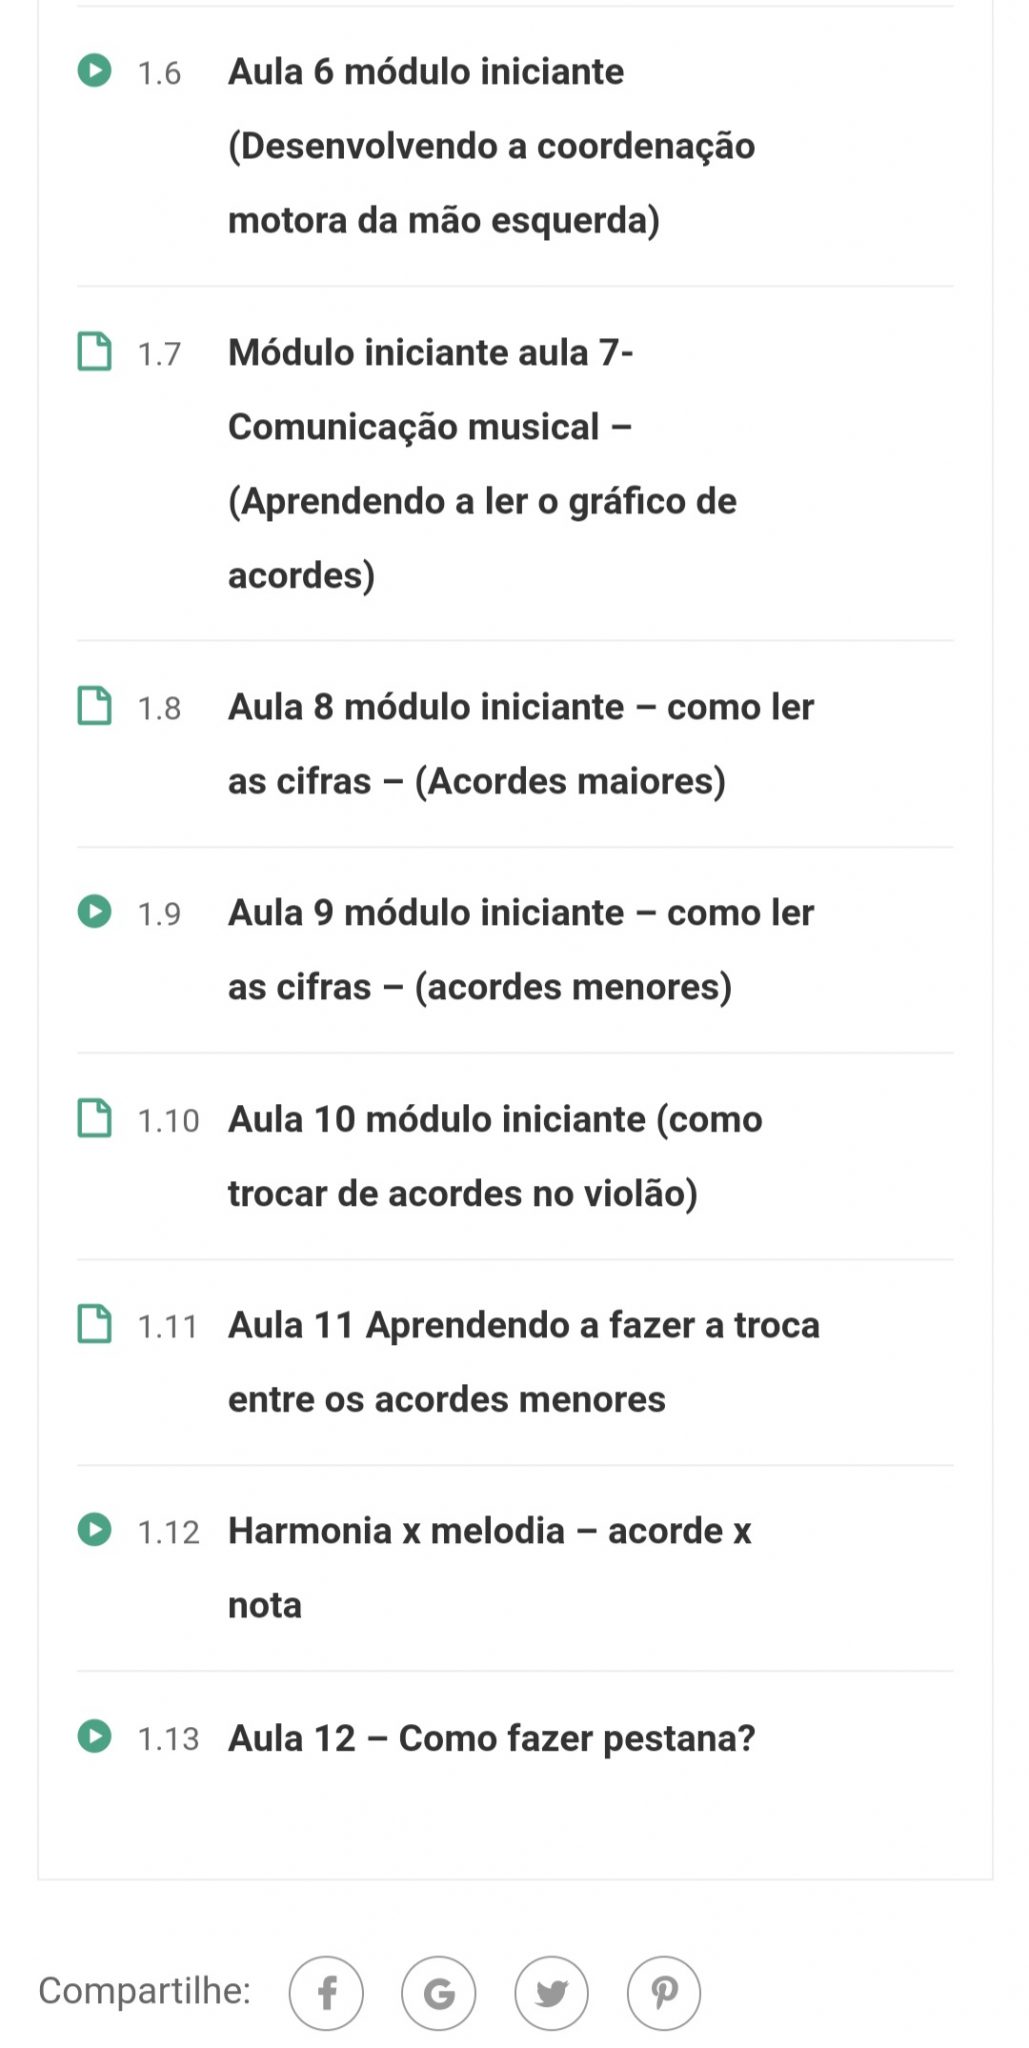 1.6 Aula 6 módulo iniciante
(Desenvolvendo a coordenação
motora da mão esquerda)
1.7 Módulo iniciante aula 7-
Comunicação musical –
(Aprendendo a ler o gráfico de
acordes)
1.8 Aula 8 módulo iniciante – como ler
as cifras – (Acordes maiores)
1.9 Aula 9 módulo iniciante – como ler
as cifras – (acordes menores)
1.10 Aula 10 módulo iniciante (como
trocar de acordes no violão)
1.11 Aula 11 Aprendendo a fazer a troca
entre os acordes menores
1.12 Harmonia x melodia – acorde x
nota
1.13 Aula 12 – Como fazer pestana?
Compartilhe: